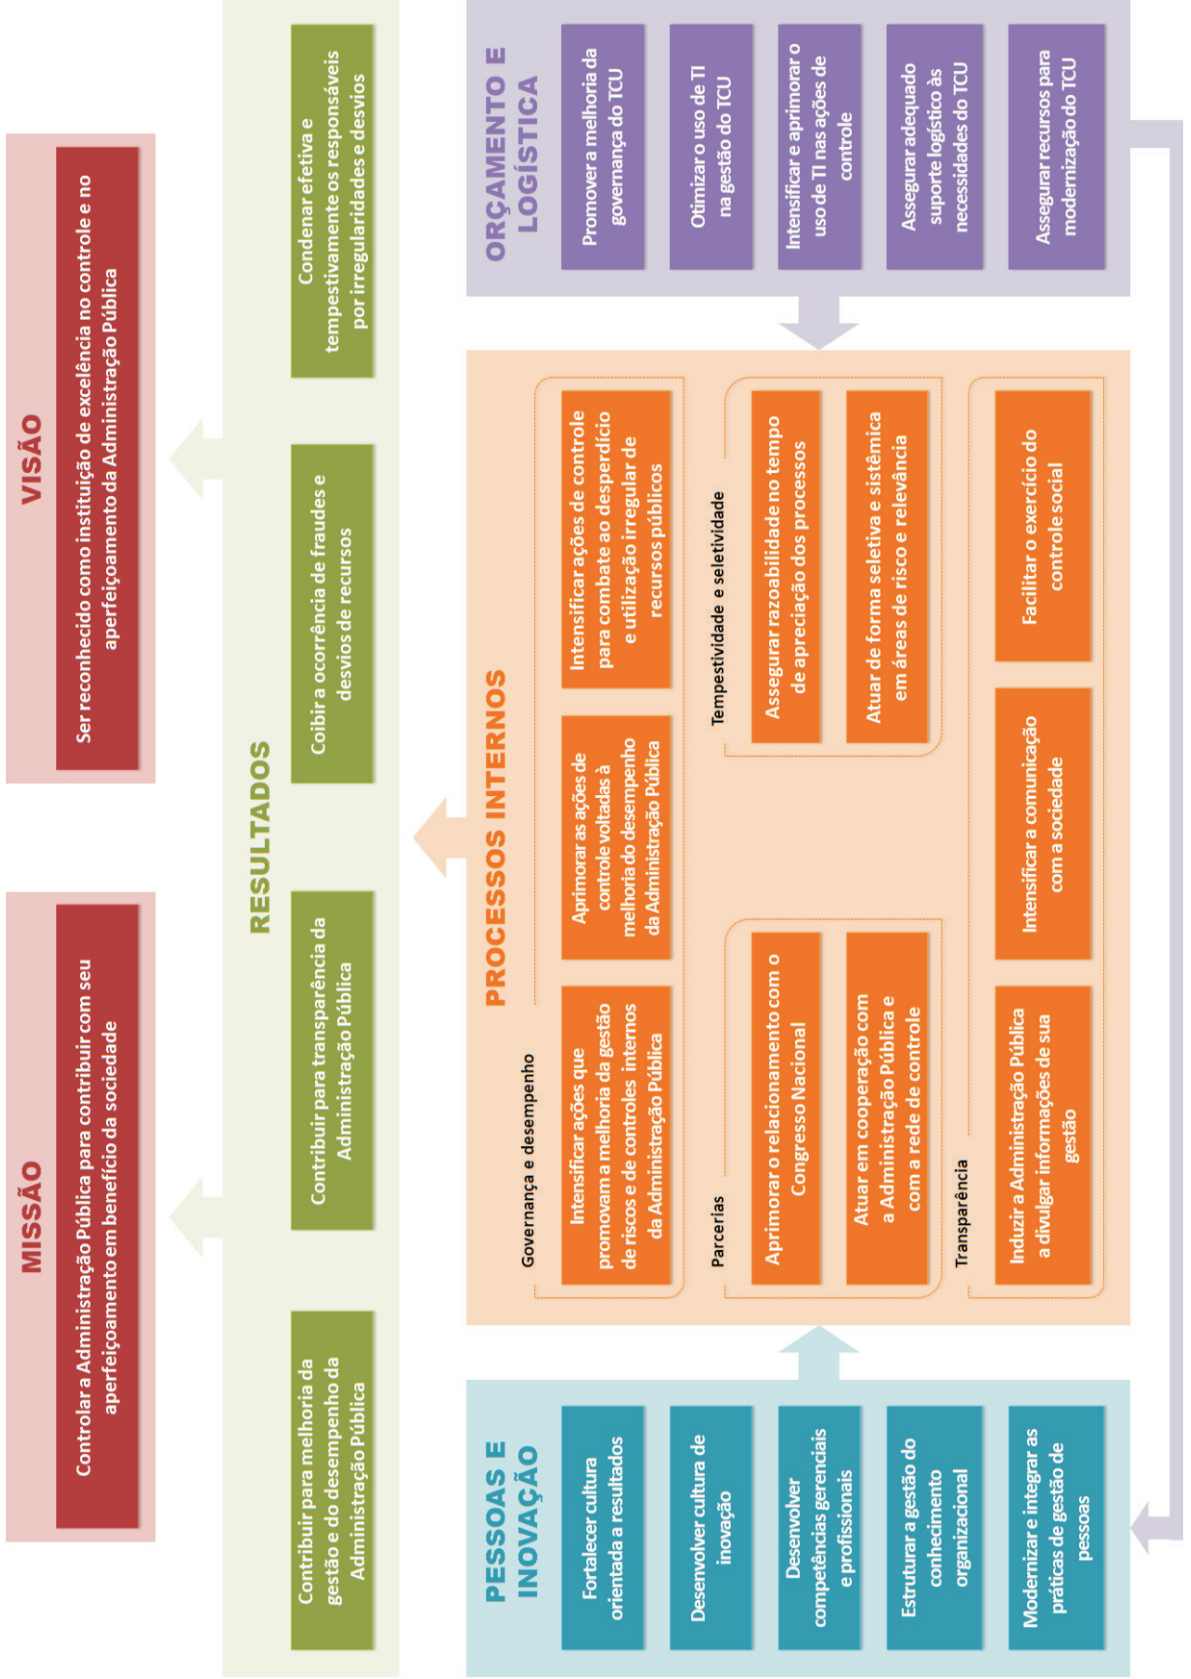 MISSÃO
Controlar a Administração Pública para contribuir com seu
aperfeiçoamento em benefício da sociedade
VISÃO
Ser reconhecido como instituição de excelência no controle e no
aperfeiçoamento da Administração Pública
RESULTADOS
Contribuir para melhoria da
gestão e do desempenho da
Administração Pública
Contribuir para transparência da
Administração Pública
Coibir a ocorrência de fraudes e
desvios de recursos
Condenar efetiva e
tempestivamente os responsáveis
por irregularidades e desvios
PESSOAS E
INOVAÇÃO
Fortalecer cultura
orientada a resultados
Desenvolver cultura de
inovação
Desenvolver
competências gerenciais
e profissionais
Estruturar a gestão do
conhecimento
organizacional
Modernizar e integrar as
práticas de gestão de
pessoas
PROCESSOS INTERNOS
Governança e desempenho
Intensificar ações que
promovam a melhoria da gestão
de riscos e de controles internos
da Administração Pública
Aprimorar as ações de
controle voltadas à
melhoria do desempenho
da Administração Pública
Intensificar ações de controle
para combate ao desperdício
e utilização irregular de
recursos públicos
Parcerias
Aprimorar o relacionamento com o
Congresso Nacional
Atuar em cooperação com
a Administração Pública e
com a rede de controle
Tempestividade e seletividade
Assegurar razoabilidade no tempo
de apreciação dos processos
Atuar de forma seletiva e sistêmica
em áreas de risco e relevância
Transparência
Induzir a Administração Pública
a divulgar informações de sua
gestão
Intensificar a comunicação
com a sociedade
Facilitar o exercício do
controle social
ORÇAMENTO E
LOGÍSTICA
Promover a melhoria da
governança do TCU
Otimizar o uso de TI
na gestão do TCU
Intensificar e aprimorar o
uso de TI nas ações de
controle
Assegurar adequado
suporte logístico às
necessidades do TCU
Assegurar recursos para
modernização do TCU